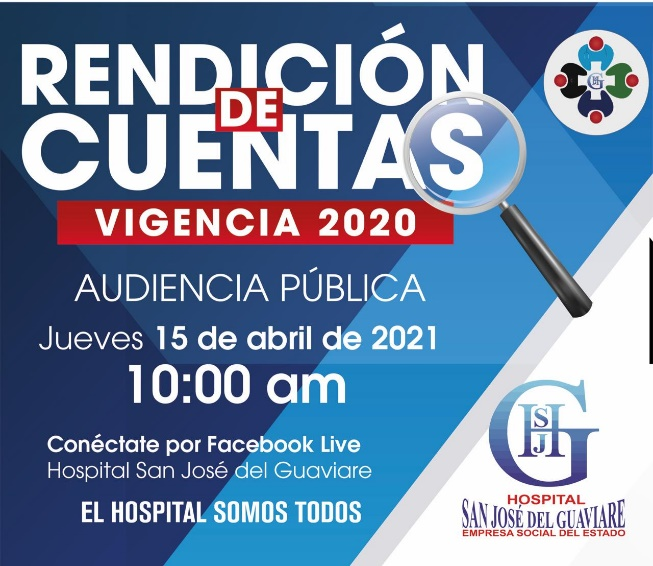 RENDICIÓN
DE
CUENTAS
VIGENCIA 2020
AUDIENCIA PÚBLICA
Jueves 15 de abril de 2021
10:00 am
Conéctate por Facebook Live
Hospital San José del Guaviare
EL HOSPITAL SOMOS TODOS
HSJG
HOSPITAL
SAN JOSÉ DEL GUAVIARE
EMPRESA SOCIAL DEL ESTADO